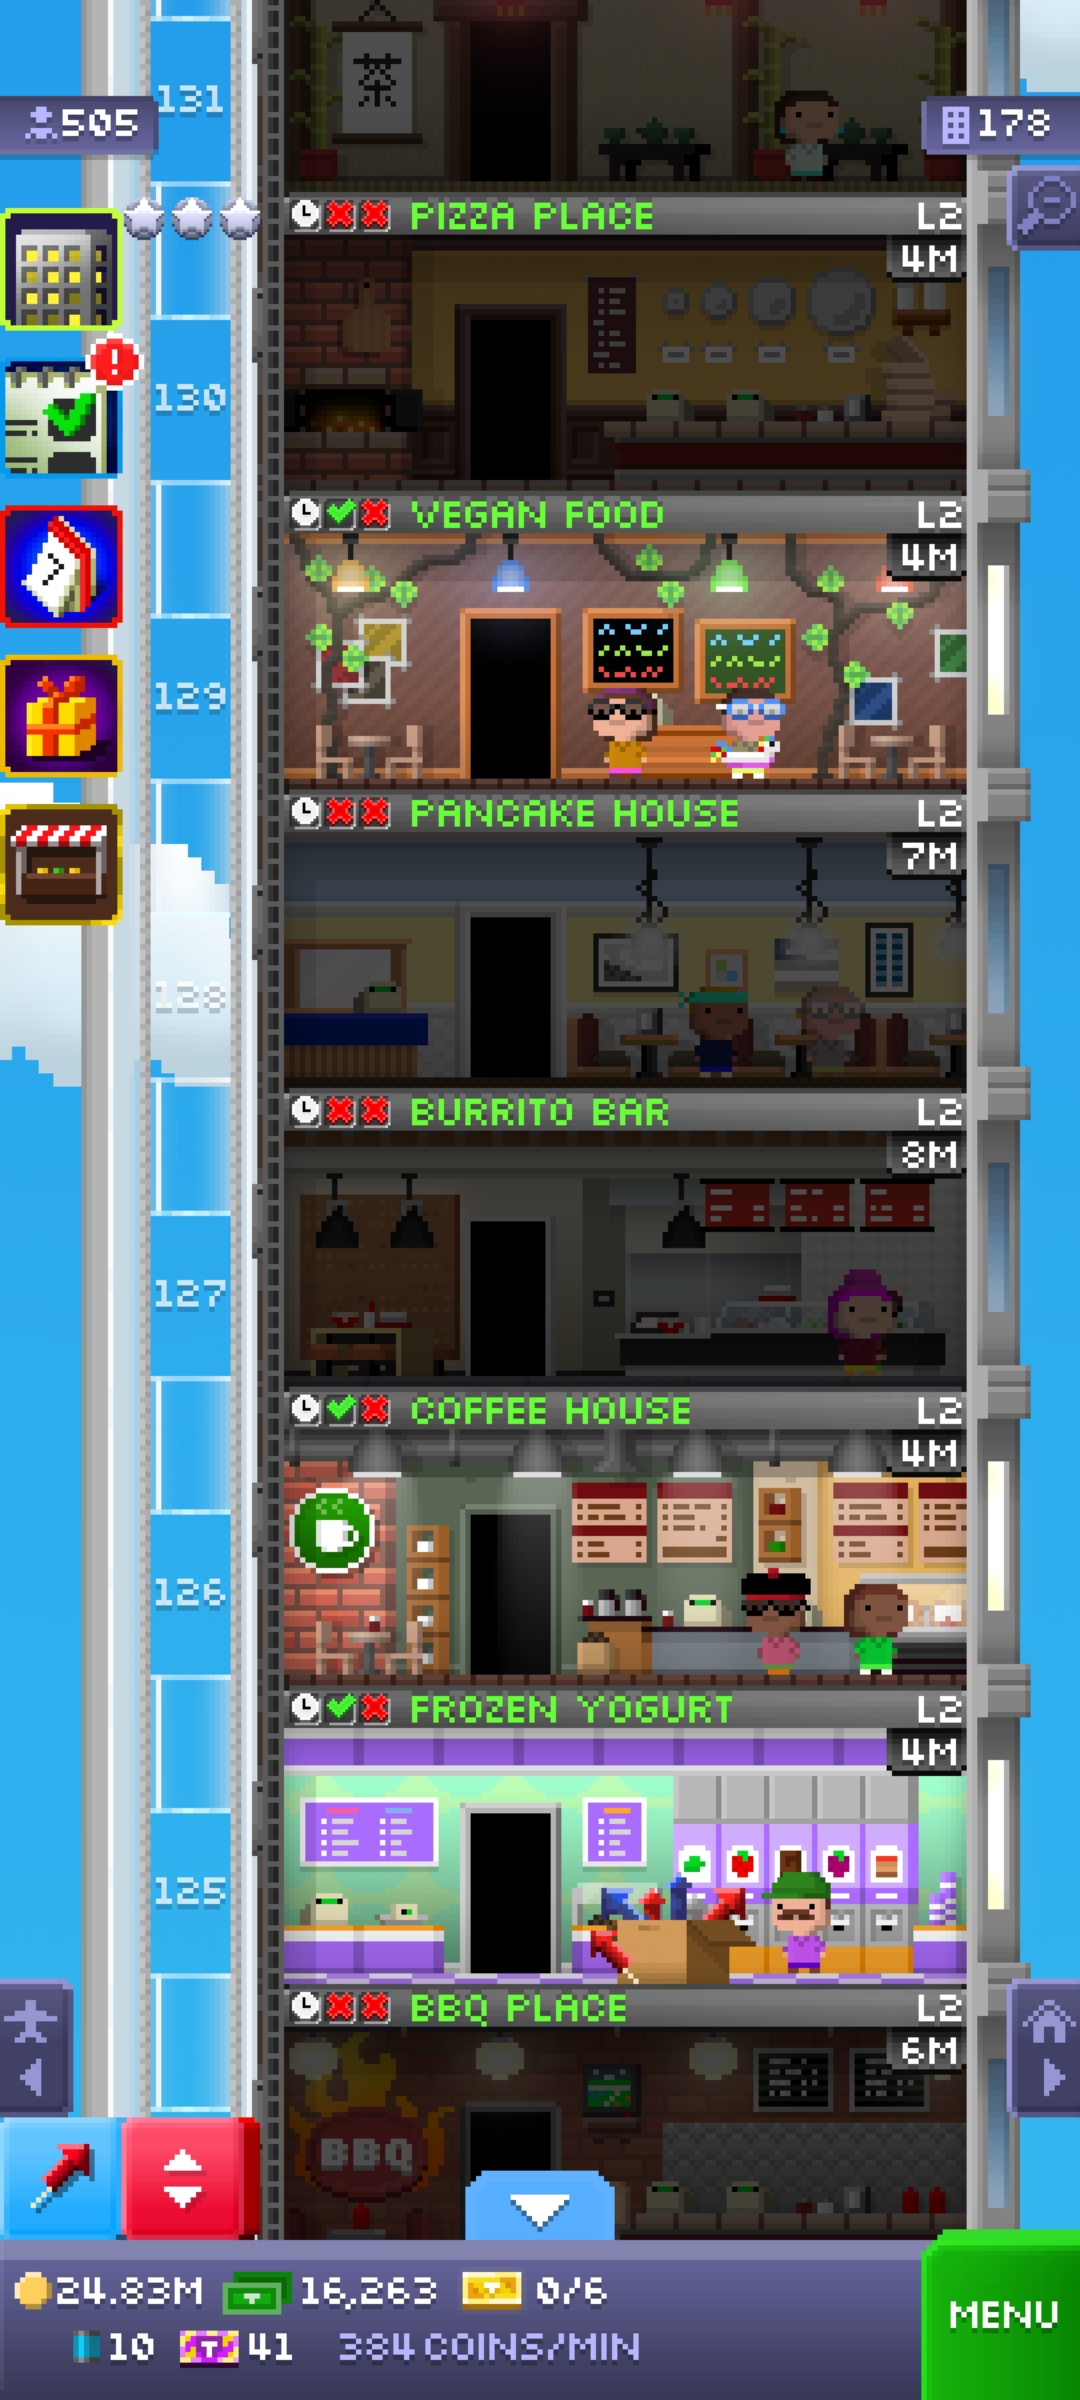 131
505
178
茶
PIZZA PLACE L2
4M
130
VEGAN FOOD L2
4M
7
129
PANCAKE HOUSE L2
7M
128
BURRITO BAR L2
8M
127
COFFEE HOUSE L2
4M
126
FROZEN YOGURT L2
4M
125
BBQ PLACE L2
6M
BBQ
24.83M 16,263 0/6
10 T 41 384 COINS/MIN
MENU